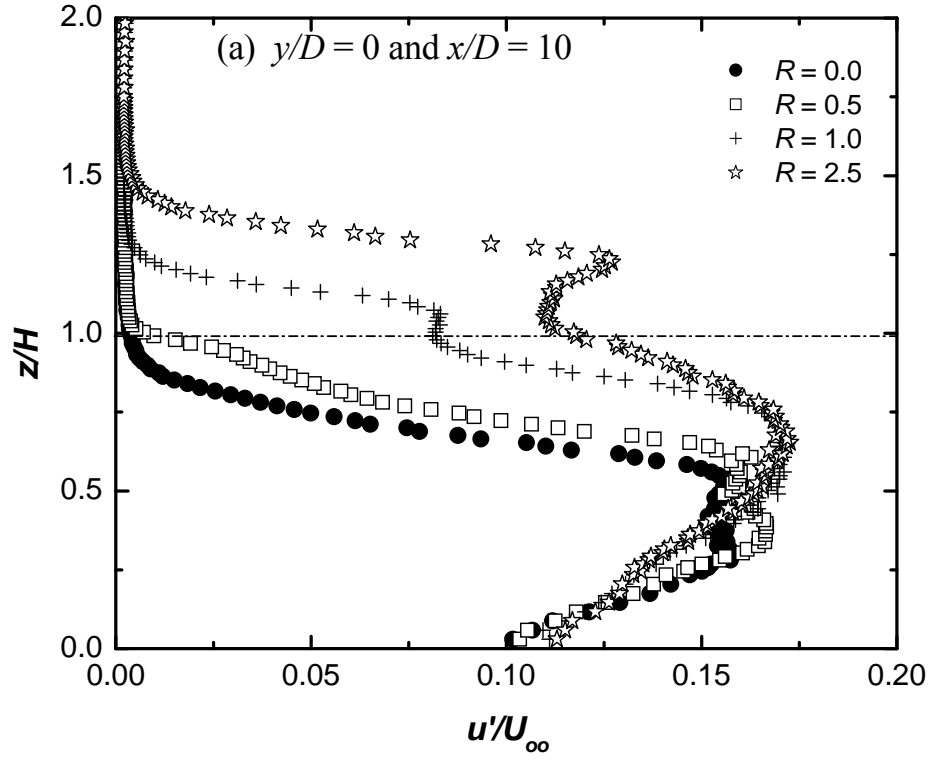 (a) y/D = 0 and x/D = 10
R = 0.0
R = 0.5
R = 1.0
R = 2.5
2.0
1.5
1.0
0.5
0.0
z/H
0.00
0.05
0.10
0.15
0.20
u'/U∞